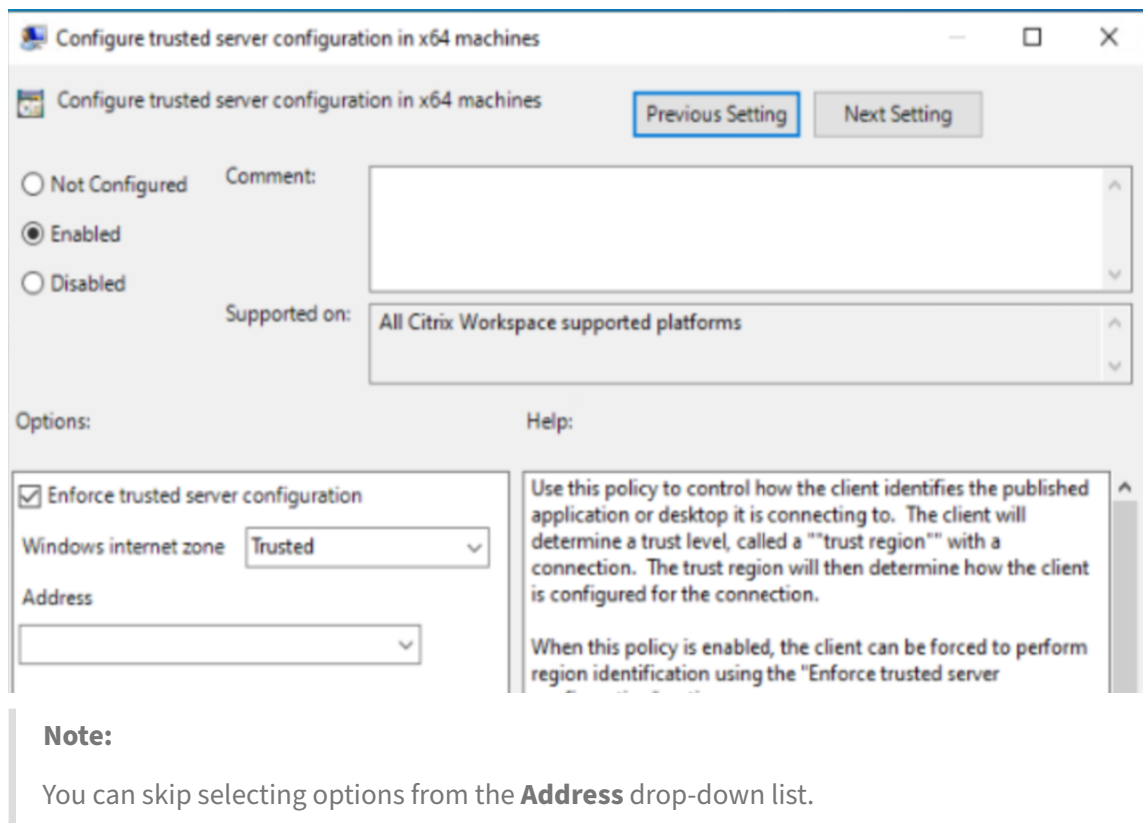 Configure trusted server configuration in x64 machines
Configure trusted server configuration in x64 machines
Previous Setting
Next Setting
Not Configured
Comment:
Enabled
Disabled
Supported on:
All Citrix Workspace supported platforms
Options:
Help:
Enforce trusted server configuration
Windows internet zone
Trusted
Address
Use this policy to control how the client identifies the published
application or desktop it is connecting to. The client will
determine a trust level, called a ""trust region"" with a
connection. The trust region will then determine how the client
is configured for the connection.
When this policy is enabled, the client can be forced to perform
region identification using the "Enforce trusted server
Note:
You can skip selecting options from the Address drop-down list.